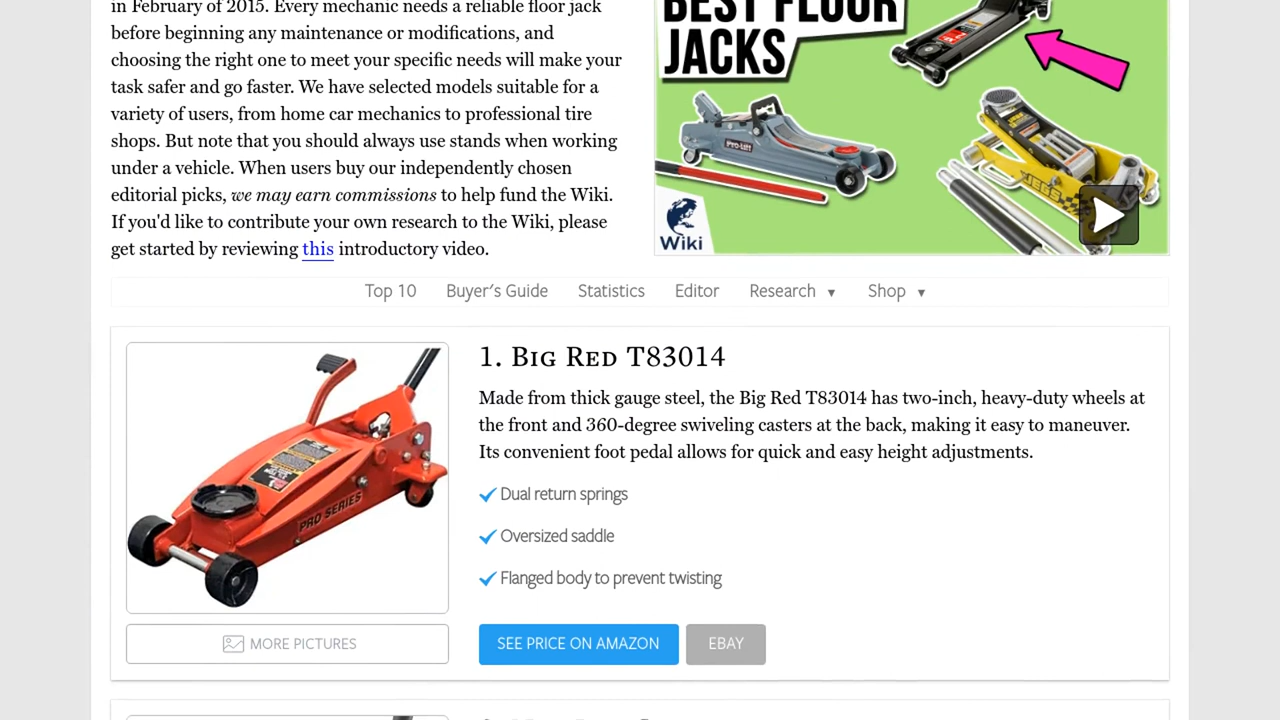 in February of 2015. Every mechanic needs a reliable floor jack
before beginning any maintenance or modifications, and
choosing the right one to meet your specific needs will make your
task safer and go faster. We have selected models suitable for a
variety of users, from home car mechanics to professional tire
shops. But note that you should always use stands when working
under a vehicle. When users buy our independently chosen
editorial picks, we may earn commissions to help fund the Wiki.
If you'd like to contribute your own research to the Wiki, please
get started by reviewing this introductory video.
BEST FLOOR
JACKS
Pro-Lift
JEGS
Wiki
Top 10 Buyer's Guide Statistics Editor Research ▼ Shop ▼
1. Big Red T83014
Made from thick gauge steel, the Big Red T83014 has two-inch, heavy-duty wheels at
the front and 360-degree swiveling casters at the back, making it easy to maneuver.
Its convenient foot pedal allows for quick and easy height adjustments.
PRO SERIES
Dual return springs
Oversized saddle
Flanged body to prevent twisting
MORE PICTURES
SEE PRICE ON AMAZON
EBAY